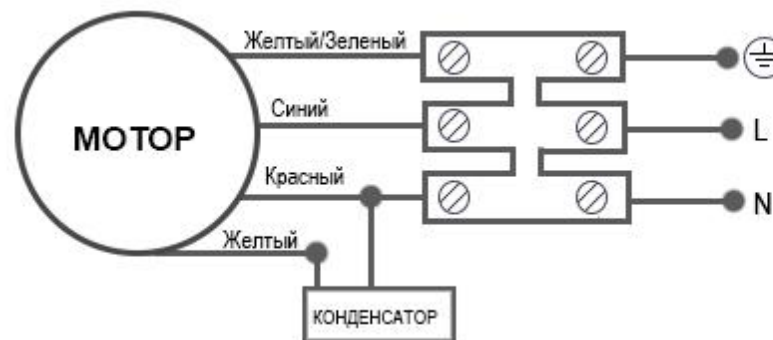 Желтый/Зеленый
Синий
L
МОТОР
Красный
N
Желтый
КОНДЕНСАТОР